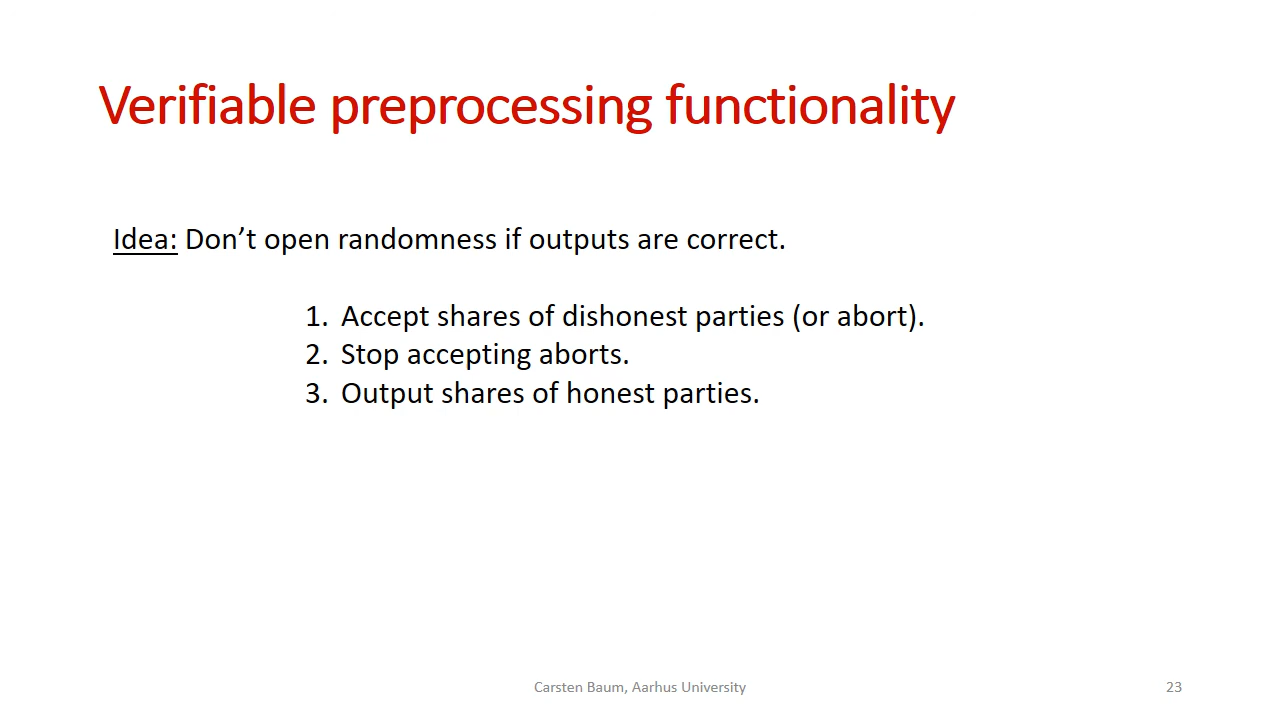 Verifiable preprocessing functionality
Idea: Don’t open randomness if outputs are correct.
1. Accept shares of dishonest parties (or abort).
2. Stop accepting aborts.
3. Output shares of honest parties.
Carsten Baum, Aarhus University
23